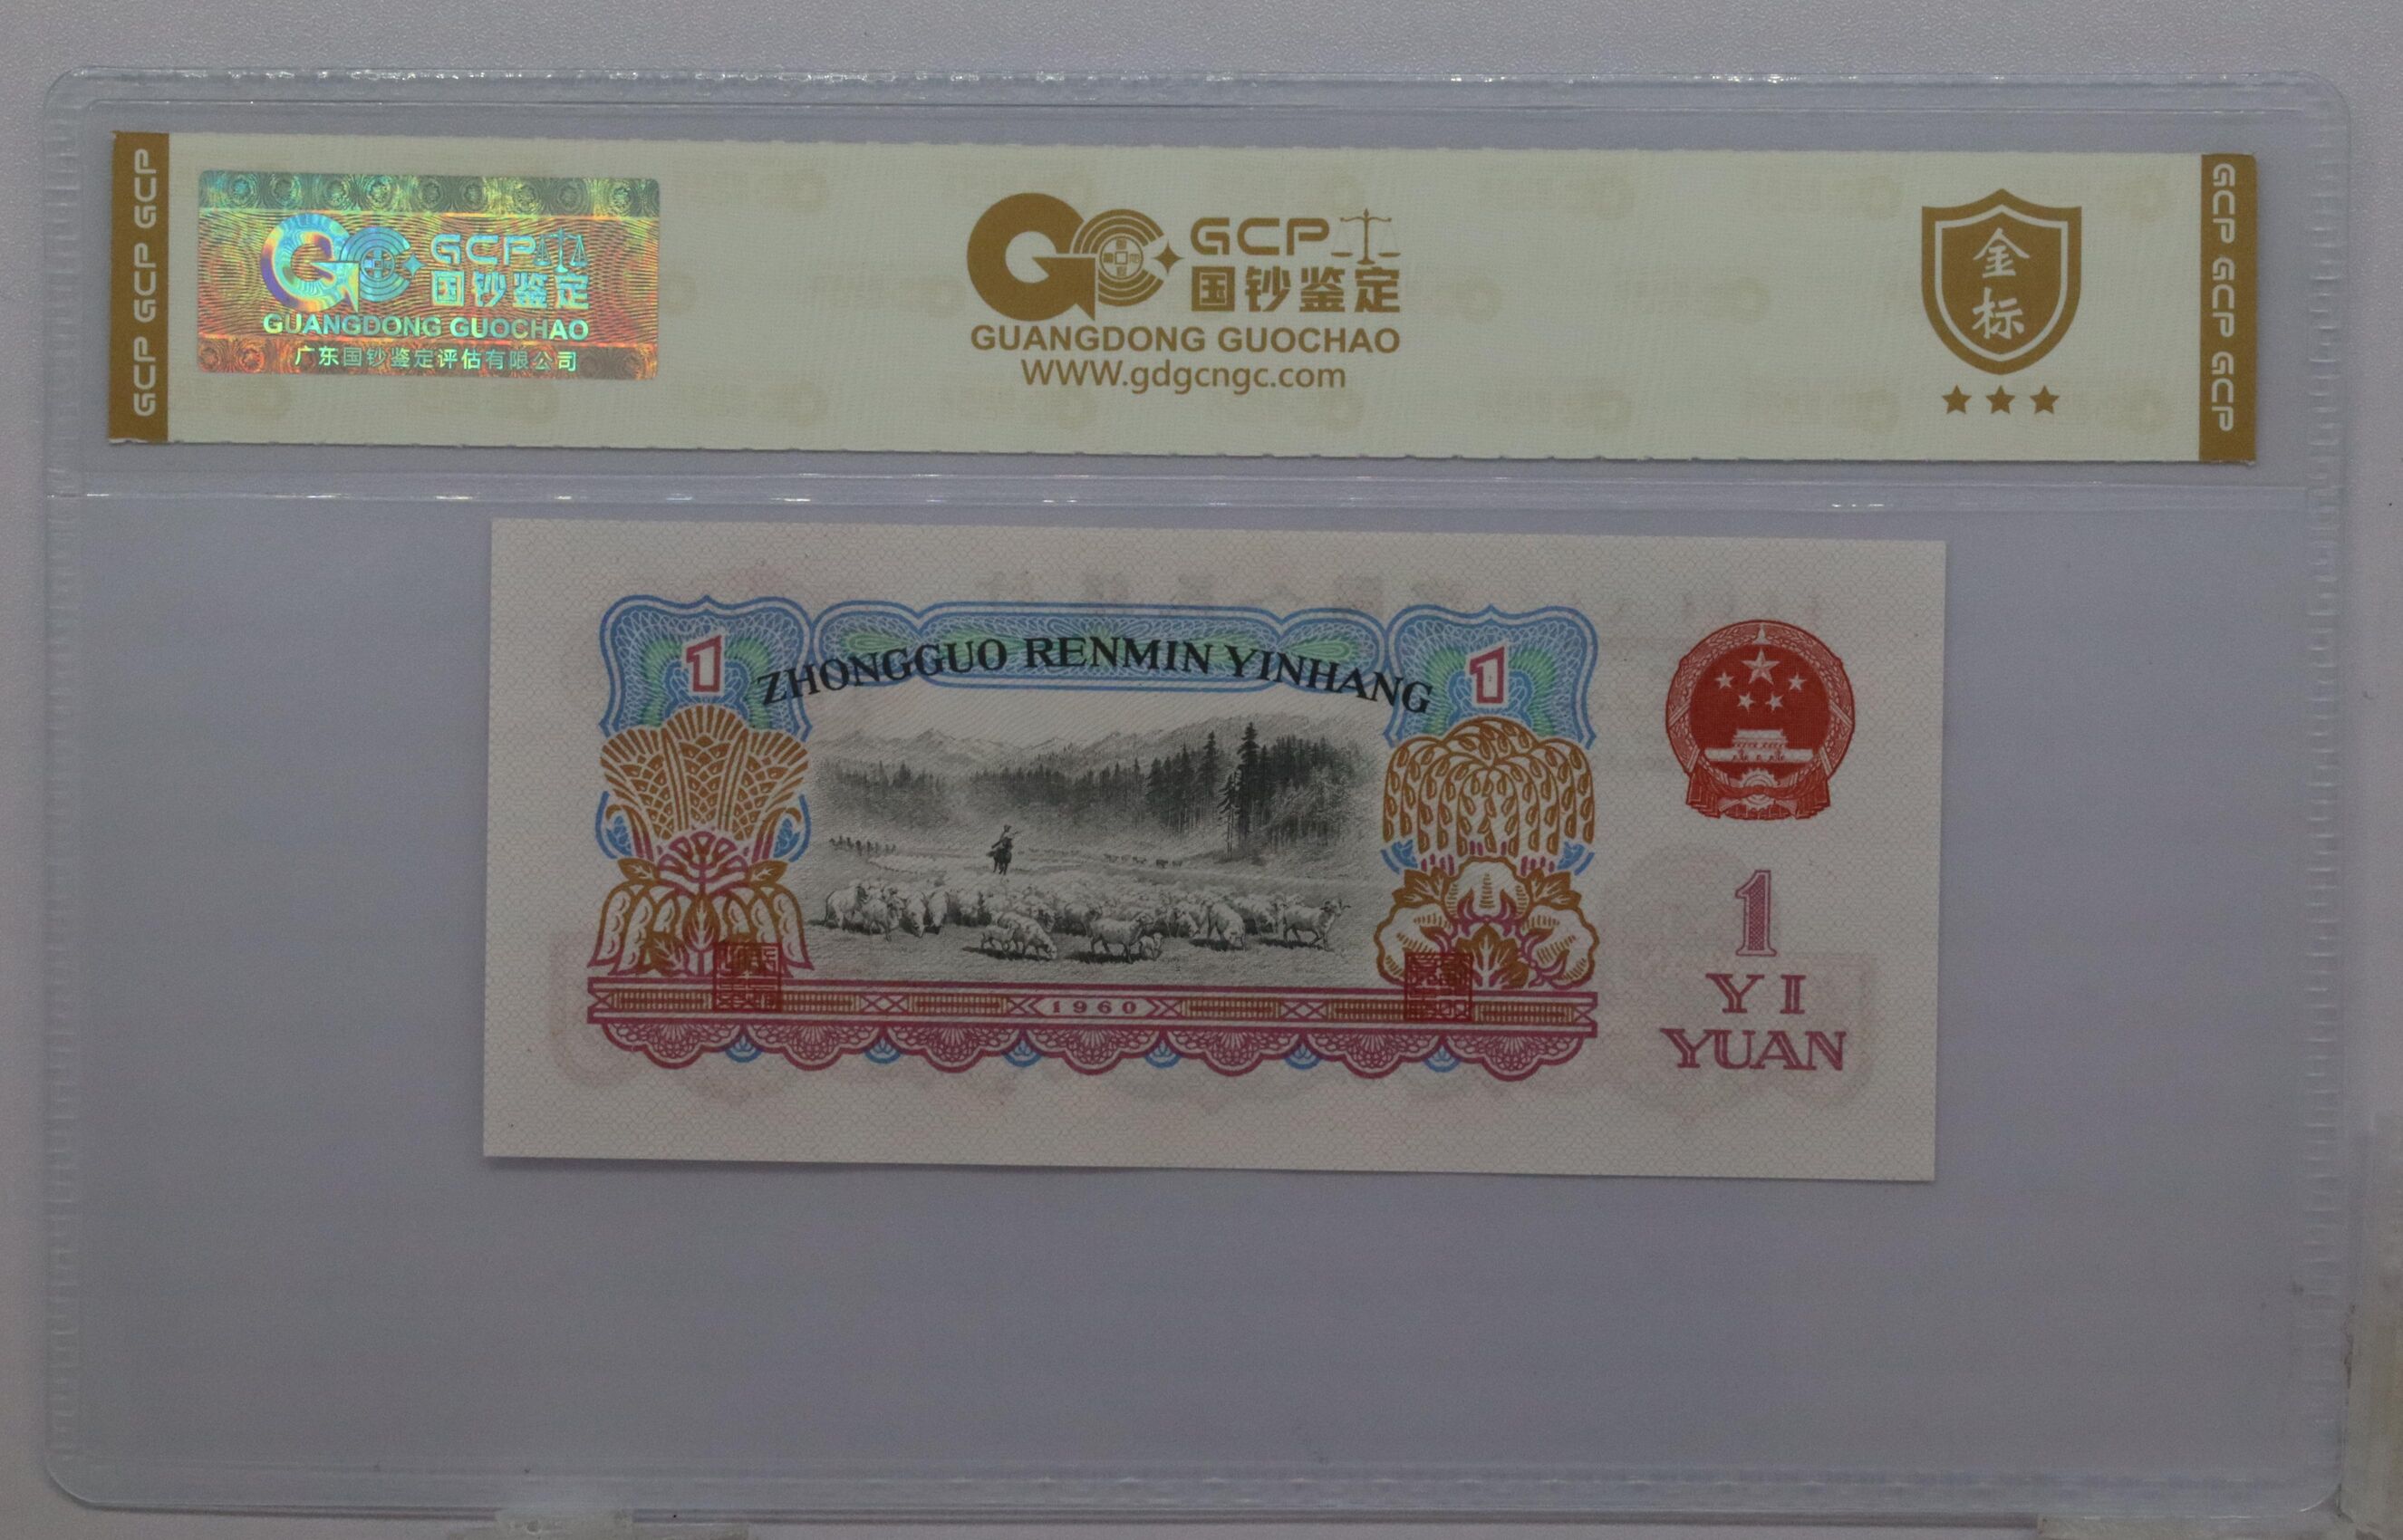 GCP GCP GCP
GCP
国钞鉴定
GUANGDONG GUOCHAO
广东国钞鉴定评估有限公司
GCP
国钞鉴定
GUANGDONG GUOCHAO
WWW.gdgcngc.com
金
标
GCP GCP GCP
1
ZHONGGUO RENMIN YINHANG
1
1960
1
YI
YUAN